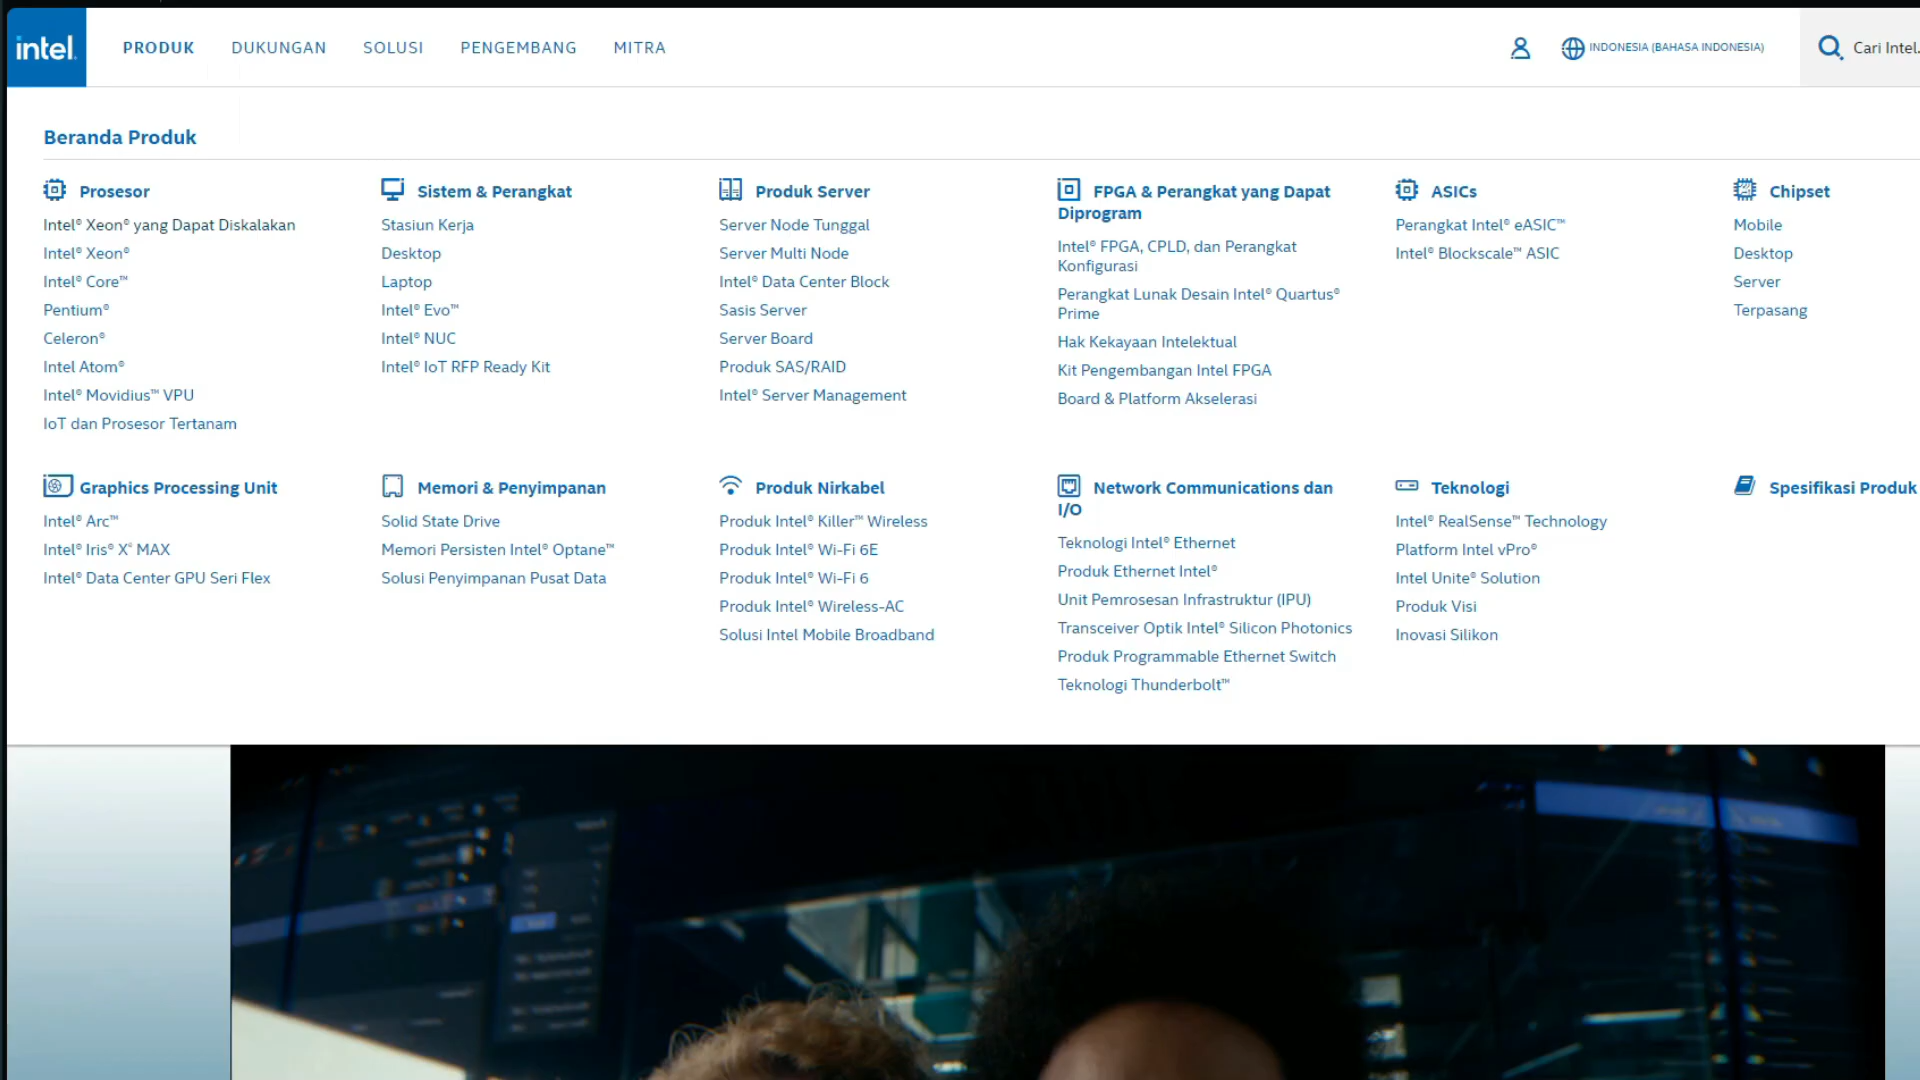 intel.
PRODUK
DUKUNGAN
SOLUSI
PENGEMBANG
MITRA
INDONESIA (BAHASA INDONESIA)
Cari Intel.
Beranda Produk
Prosesor
Intel® Xeon® yang Dapat Diskalakan
Intel® Xeon®
Intel® Core™
Pentium®
Celeron®
Intel Atom®
Intel® Movidius™ VPU
IoT dan Prosesor Tertanam
Sistem & Perangkat
Stasiun Kerja
Desktop
Laptop
Intel® Evo™
Intel® NUC
Intel® IoT RFP Ready Kit
Produk Server
Server Node Tunggal
Server Multi Node
Intel® Data Center Block
Sasis Server
Server Board
Produk SAS/RAID
Intel® Server Management
FPGA & Perangkat yang Dapat
Diprogram
Intel® FPGA, CPLD, dan Perangkat
Konfigurasi
Perangkat Lunak Desain Intel® Quartus®
Prime
Hak Kekayaan Intelektual
Kit Pengembangan Intel FPGA
Board & Platform Akselerasi
ASICs
Perangkat Intel® eASIC™
Intel® Blockscale™ ASIC
Chipset
Mobile
Desktop
Server
Terpasang
Graphics Processing Unit
Intel® Arc™
Intel® Iris® Xᵉ MAX
Intel® Data Center GPU Seri Flex
Memori & Penyimpanan
Solid State Drive
Memori Persisten Intel® Optane™
Solusi Penyimpanan Pusat Data
Produk Nirkabel
Produk Intel® Killer™ Wireless
Produk Intel® Wi-Fi 6E
Produk Intel® Wi-Fi 6
Produk Intel® Wireless-AC
Solusi Intel Mobile Broadband
Network Communications dan
I/O
Teknologi Intel® Ethernet
Produk Ethernet Intel®
Unit Pemrosesan Infrastruktur (IPU)
Transceiver Optik Intel® Silicon Photonics
Produk Programmable Ethernet Switch
Teknologi Thunderbolt™
Teknologi
Intel® RealSense™ Technology
Platform Intel vPro®
Intel Unite® Solution
Produk Visi
Inovasi Silikon
Spesifikasi Produk